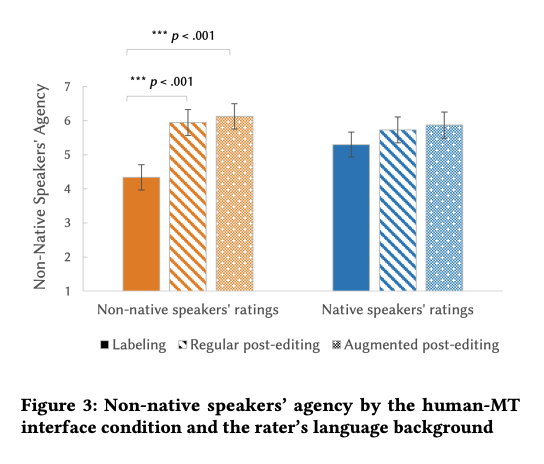 *** p < .001
*** p < .001
Non-Native Speakers' Agency
7
6
5
4
3
2
1
Non-native speakers' ratings Native speakers' ratings
Labeling Regular post-editing Augmented post-editing
Figure 3: Non-native speakers’ agency by the human-MT
interface condition and the rater’s language background